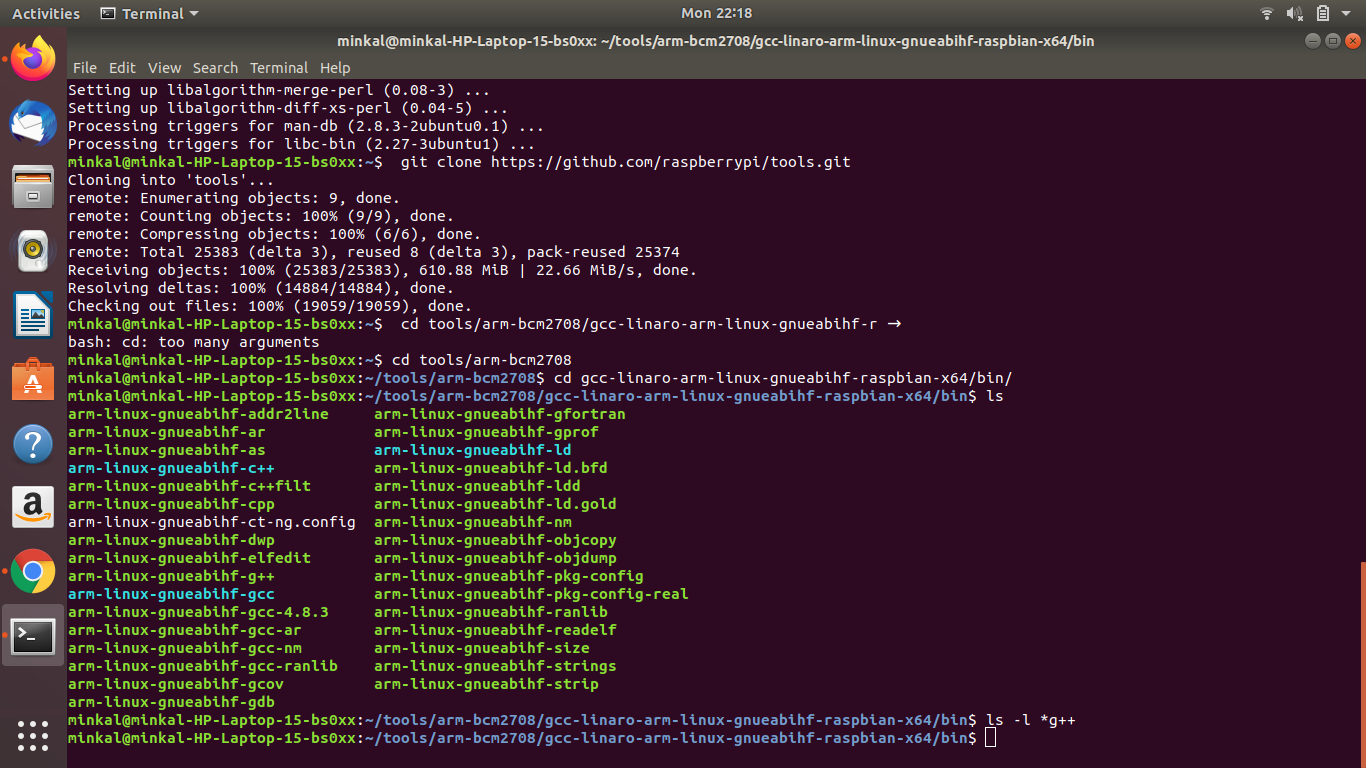 Activities Terminal Mon 22:18
minkal@minkal-HP-Laptop-15-bs0xx: ~/tools/arm-bcm2708/gcc-linaro-arm-linux-gnueabihf-raspbian-x64/bin
File Edit View Search Terminal Help
Setting up libalgorithm-merge-perl (0.08-3) ...
Setting up libalgorithm-diff-xs-perl (0.04-5) ...
Processing triggers for man-db (2.8.3-2ubuntu0.1) ...
Processing triggers for libc-bin (2.27-3ubuntu1) ...
minkal@minkal-HP-Laptop-15-bs0xx:~$  git clone https://github.com/raspberrypi/tools.git
Cloning into 'tools'...
remote: Enumerating objects: 9, done.
remote: Counting objects: 100% (9/9), done.
remote: Compressing objects: 100% (6/6), done.
remote: Total 25383 (delta 3), reused 8 (delta 3), pack-reused 25374
Receiving objects: 100% (25383/25383), 610.88 MiB | 22.66 MiB/s, done.
Resolving deltas: 100% (14884/14884), done.
Checking out files: 100% (19059/19059), done.
minkal@minkal-HP-Laptop-15-bs0xx:~$  cd tools/arm-bcm2708/gcc-linaro-arm-linux-gnueabihf-r →
bash: cd: too many arguments
minkal@minkal-HP-Laptop-15-bs0xx:~$ cd tools/arm-bcm2708
minkal@minkal-HP-Laptop-15-bs0xx:~/tools/arm-bcm2708$ cd gcc-linaro-arm-linux-gnueabihf-raspbian-x64/bin/
minkal@minkal-HP-Laptop-15-bs0xx:~/tools/arm-bcm2708/gcc-linaro-arm-linux-gnueabihf-raspbian-x64/bin$ ls
arm-linux-gnueabihf-addr2line     arm-linux-gnueabihf-gfortran
arm-linux-gnueabihf-ar            arm-linux-gnueabihf-gprof
arm-linux-gnueabihf-as            arm-linux-gnueabihf-ld
arm-linux-gnueabihf-c++           arm-linux-gnueabihf-ld.bfd
arm-linux-gnueabihf-c++filt       arm-linux-gnueabihf-ldd
arm-linux-gnueabihf-cpp           arm-linux-gnueabihf-ld.gold
arm-linux-gnueabihf-ct-ng.config  arm-linux-gnueabihf-nm
arm-linux-gnueabihf-dwp           arm-linux-gnueabihf-objcopy
arm-linux-gnueabihf-elfedit       arm-linux-gnueabihf-objdump
arm-linux-gnueabihf-g++           arm-linux-gnueabihf-pkg-config
arm-linux-gnueabihf-gcc           arm-linux-gnueabihf-pkg-config-real
arm-linux-gnueabihf-gcc-4.8.3     arm-linux-gnueabihf-ranlib
arm-linux-gnueabihf-gcc-ar        arm-linux-gnueabihf-readelf
arm-linux-gnueabihf-gcc-nm        arm-linux-gnueabihf-size
arm-linux-gnueabihf-gcc-ranlib    arm-linux-gnueabihf-strings
arm-linux-gnueabihf-gcov          arm-linux-gnueabihf-strip
arm-linux-gnueabihf-gdb
minkal@minkal-HP-Laptop-15-bs0xx:~/tools/arm-bcm2708/gcc-linaro-arm-linux-gnueabihf-raspbian-x64/bin$ ls -l *g++
minkal@minkal-HP-Laptop-15-bs0xx:~/tools/arm-bcm2708/gcc-linaro-arm-linux-gnueabihf-raspbian-x64/bin$